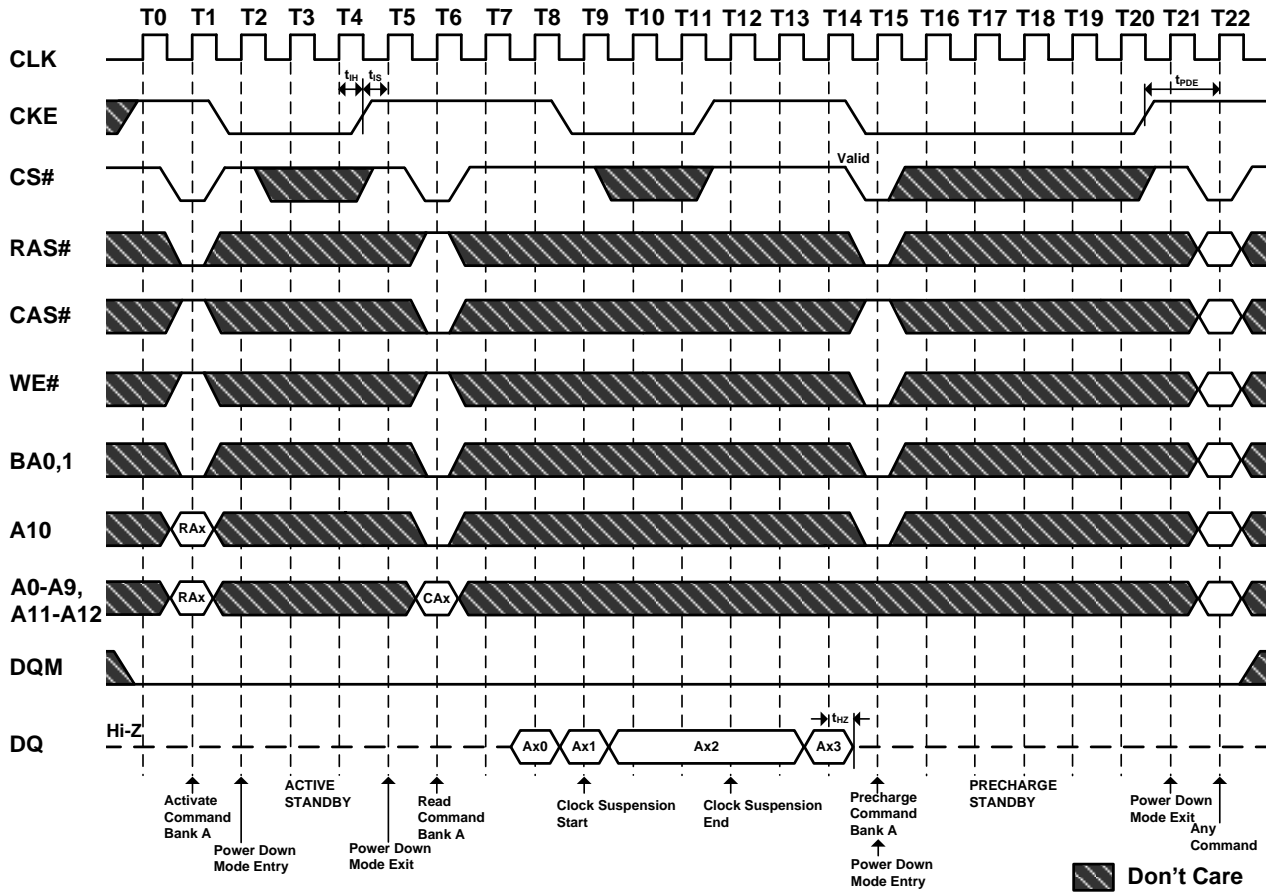 T0 T1 T2 T3 T4 T5 T6 T7 T8 T9 T10 T11 T12 T13 T14 T15 T16 T17 T18 T19 T20 T21 T22
CLK
tIH tIS
tPDE
CKE
Valid
CS#
RAS#
CAS#
WE#
BA0,1
A10
RAx
A0-A9,
A11-A12
RAx
CAx
DQM
Hi-Z
tHZ
DQ
Ax0
Ax1
Ax2
Ax3
Activate
Command
Bank A
ACTIVE
STANDBY
Power Down
Mode Entry
Power Down
Mode Exit
Read
Command
Bank A
Clock Suspension
Start
Clock Suspension
End
Precharge
Command
Bank A
Power Down
Mode Entry
PRECHARGE
STANDBY
Power Down
Mode Exit
Any
Command
Don't Care